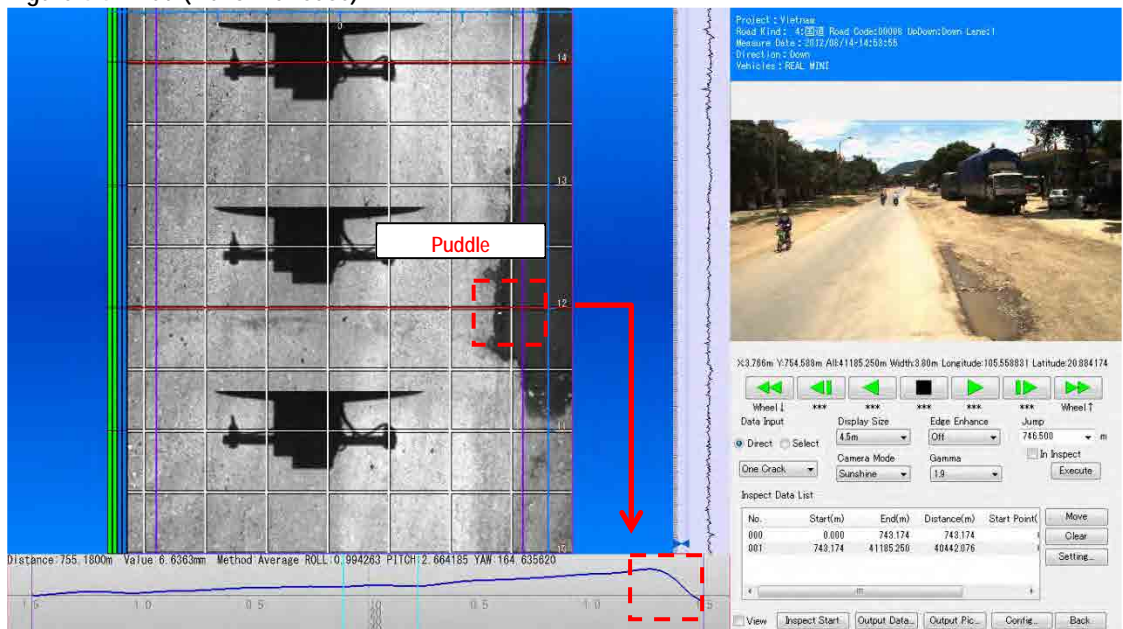 Project : Vietnam
Road Kind : 4:国道 Road Code:00006 UpDown:Down Lane:1
Measure Date : 2012/08/14-14:53:55
Direction : Down
Vehicles : REAL MINI
14
13
Puddle
12
11
10
X:3.766m Y:754.589m All:41185.250m Width:3.80m Longitude:105.558831 Latitude:20.884174
Wheel↓ *** *** *** *** *** Wheel↑
Data Input Display Size Edge Enhance Jump
Direct Select 4.5m Off 746.500 m
Camera Mode Gamma In Inspect
One Crack Sunshine 1.9 Execute
Inspect Data List
No. Start(m) End(m) Distance(m) Start Point( Move
000 0.000 743.174 743.174 Clear
001 743.174 41185.250 40442.076 Setting...
Distance:755.1800m Value 6.6363mm Method Average ROLL:0.994263 PITCH:2.664185 YAW:164.635620
1.5 1.0 0.5 0.5 1.0 1.5
View Inspect Start Output Data... Output Pic... Config... Back